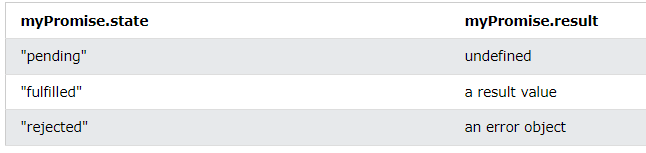 myPromise.state myPromise.result
"pending" undefined
"fulfilled" a result value
"rejected" an error object